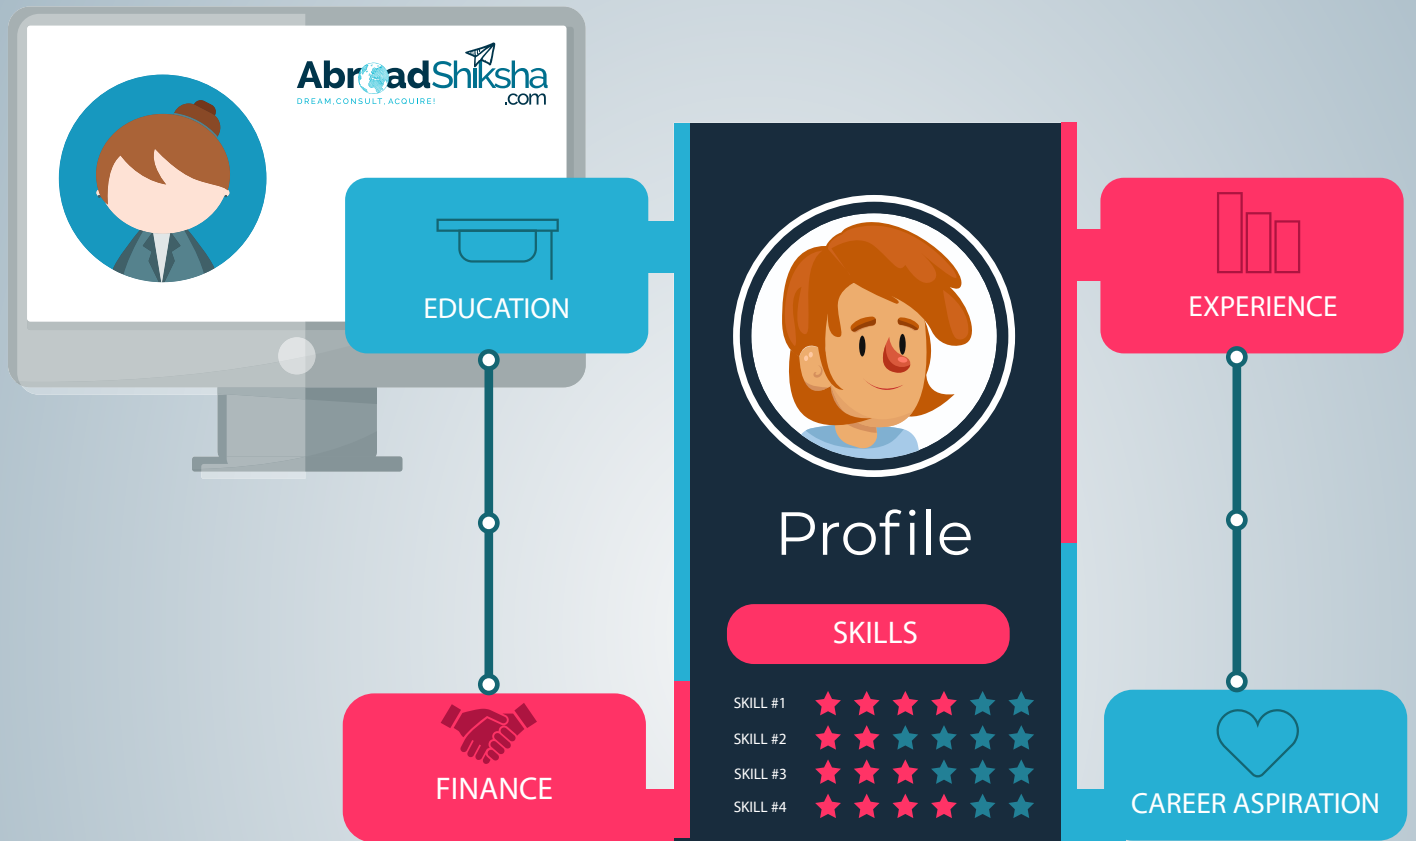 AbroadShiksha
.com
DREAM, CONSULT, ACQUIRE!
EDUCATION
EXPERIENCE
Profile
SKILLS
SKILL #1
SKILL #2
SKILL #3
SKILL #4
FINANCE
CAREER ASPIRATION